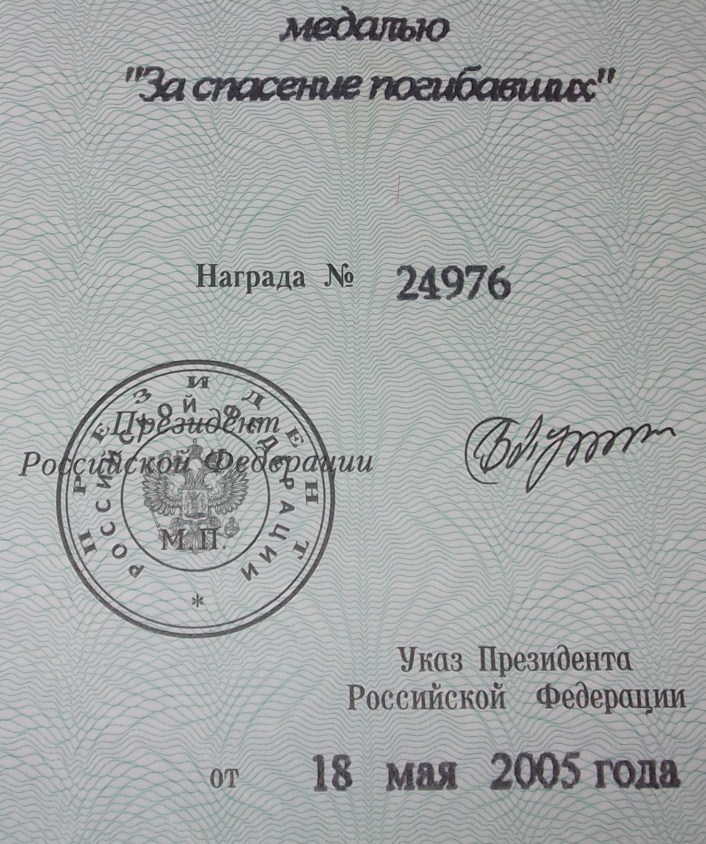 медалью
"За спасение погибавших"
Награда № 24976
ПРЕЗИДЕНТ
РОССИЙСКОЙ ФЕДЕРАЦИИ
Президент
Российской Федерации
М.П.
*
Указ Президента
Российской Федерации
от 18 мая 2005 года